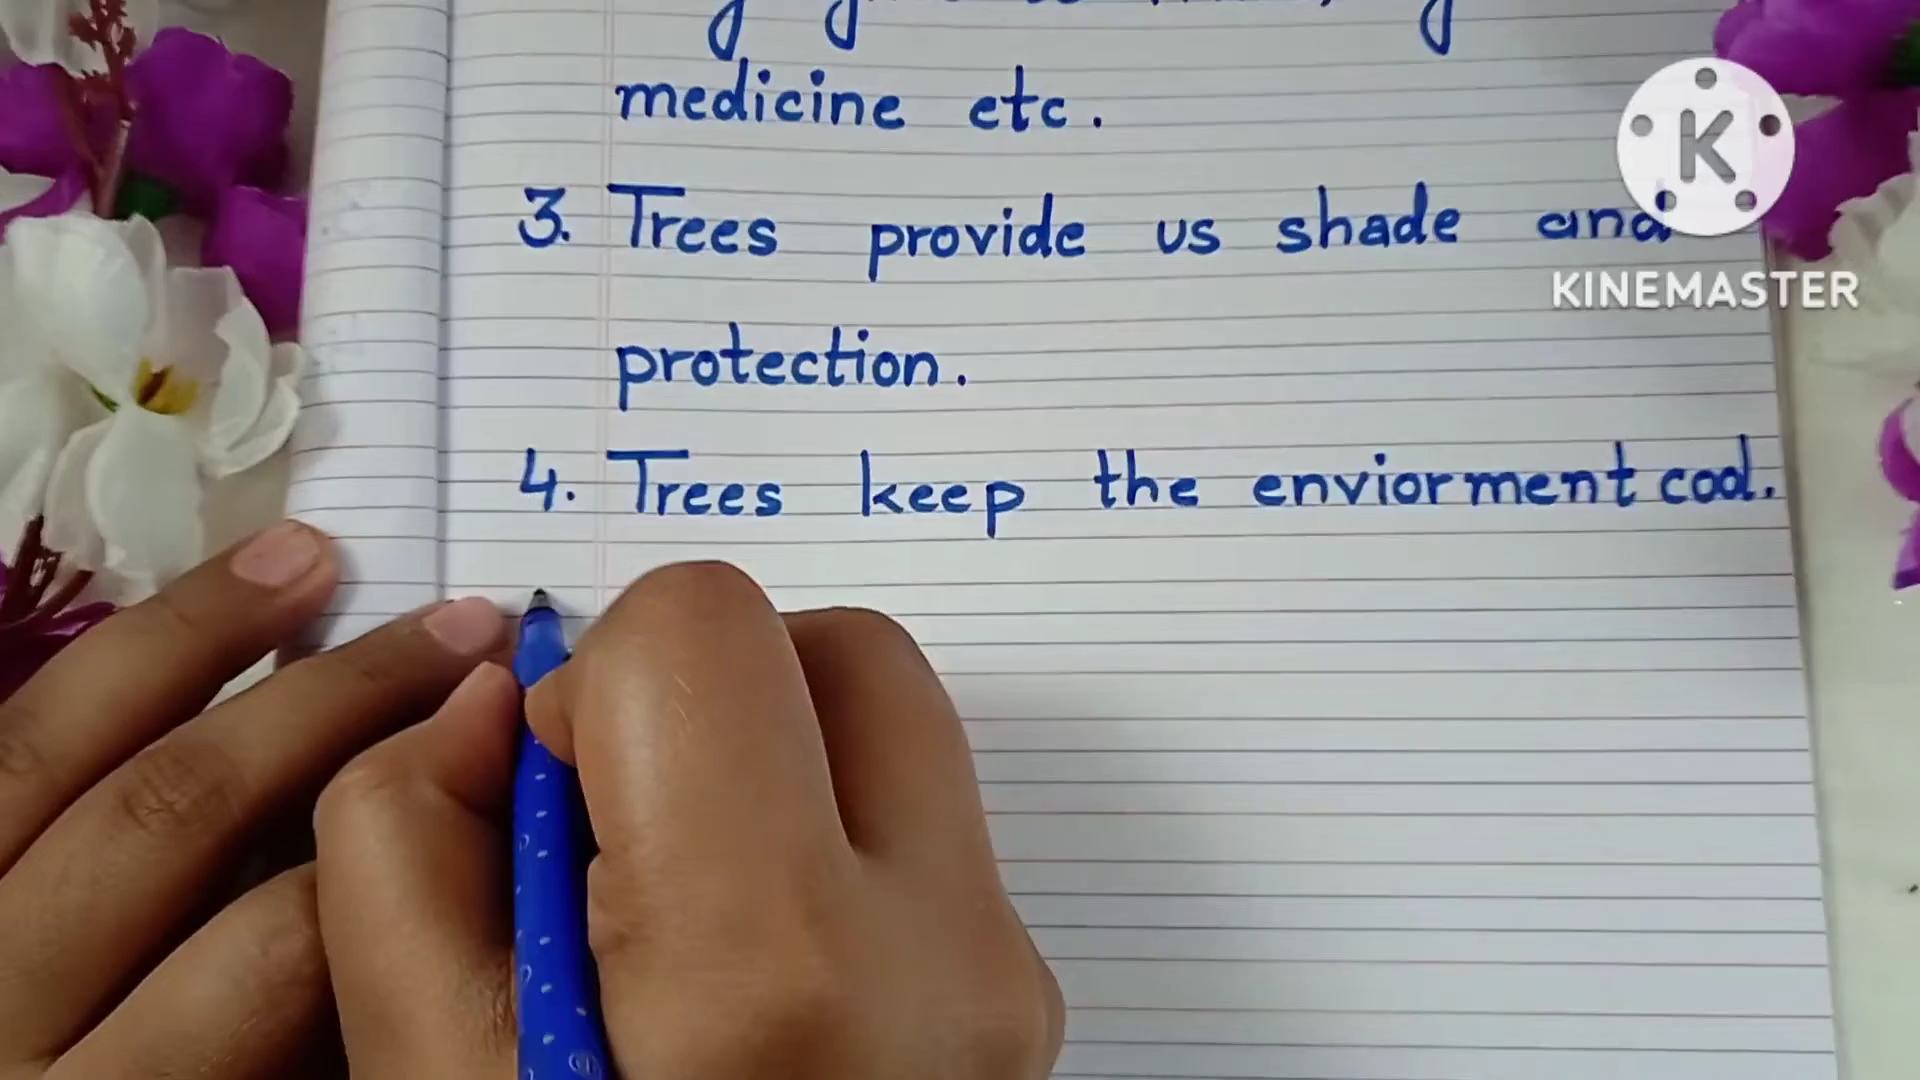 medicine etc.
3. Trees provide us shade and
protection.
4. Trees keep the enviorment cool.
K
KINEMASTER